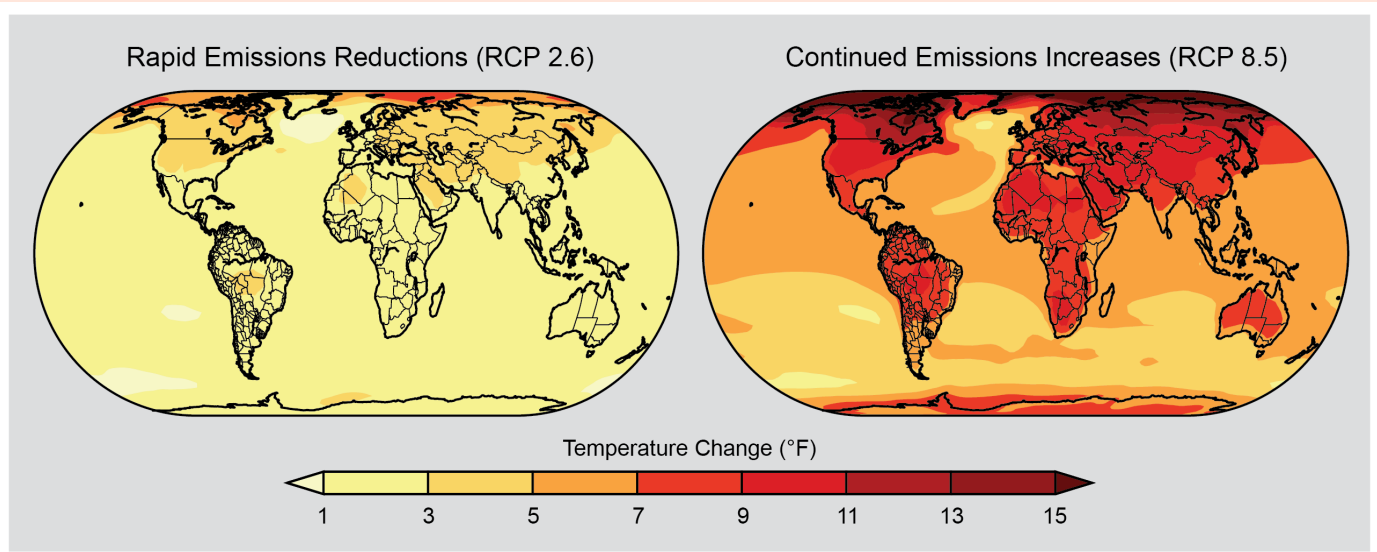 Rapid Emissions Reductions (RCP 2.6)
Continued Emissions Increases (RCP 8.5)
Temperature Change (°F)
1 3 5 7 9 11 13 15